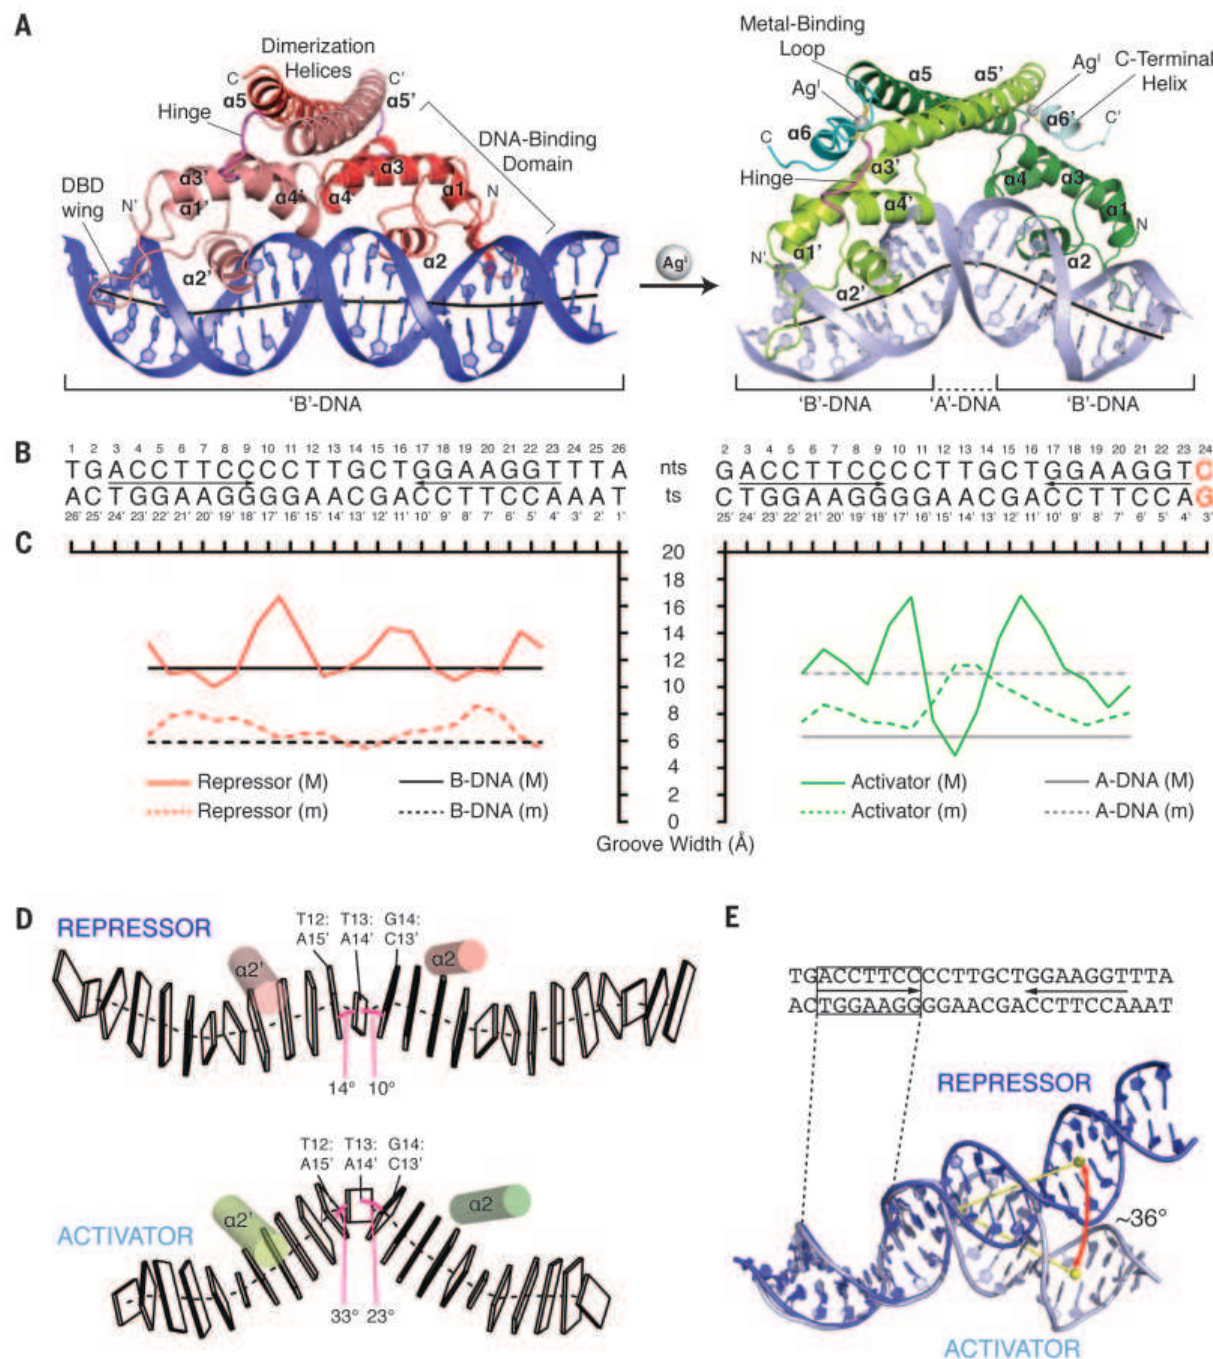 A
Dimerization
Helices
C
C'
α5
α5'
Hinge
DNA-Binding
Domain
α3
α3'
α4'
α4
α1
N
DBD
wing
N'
α1'
α2'
α2
'B'-DNA
Agᴵ
Metal-Binding
Loop
α5
α5'
Agᴵ
C-Terminal
Helix
Agᴵ
α6'
C'
C
α6
α3'
Hinge
α4
α3
α4'
α1
N
N'
α1'
α2
α2'
'B'-DNA
'A'-DNA
'B'-DNA
B
1 2 3 4 5 6 7 8 9 10 11 12 13 14 15 16 17 18 19 20 21 22 24 25 26
TGACCTTCCCCTTGCTGGAAGGTTTA
ACTGGAAGGGGAACGACCTTCCAAAT
26' 25' 24' 23' 22' 21' 20' 19' 18' 17' 16' 15' 14' 13' 12' 11' 10' 9' 8' 7' 6' 5' 4' 3' 2' 1'
nts
ts
2 3 4 5 6 7 8 9 10 11 12 13 14 15 16 17 18 19 20 21 22 23 24
GACCTTCCCCTTGCTGGAAGGTC
CTGGAAGGGGAACGACCTTCCAG
25' 24' 23' 22' 21' 20' 19' 18' 17' 16' 15' 14' 13' 12' 11' 10' 9' 8' 7' 6' 5' 4' 3'
C
20
18
16
14
12
10
8
6
4
2
0
Groove Width (Å)
Repressor (M)
B-DNA (M)
Repressor (m)
B-DNA (m)
Activator (M)
A-DNA (M)
Activator (m)
A-DNA (m)
D
REPRESSOR
T12:
A15'
T13:
A14'
G14:
C13'
α2'
α2
14° 10°
ACTIVATOR
T12:
A15'
T13:
A14'
G14:
C13'
α2'
α2
33° 23°
E
TGACCTTCCCCTTGCTGGAAGGTTTA
ACTGGAAGGGGAACGACCTTCCAAAT
REPRESSOR
~36°
ACTIVATOR